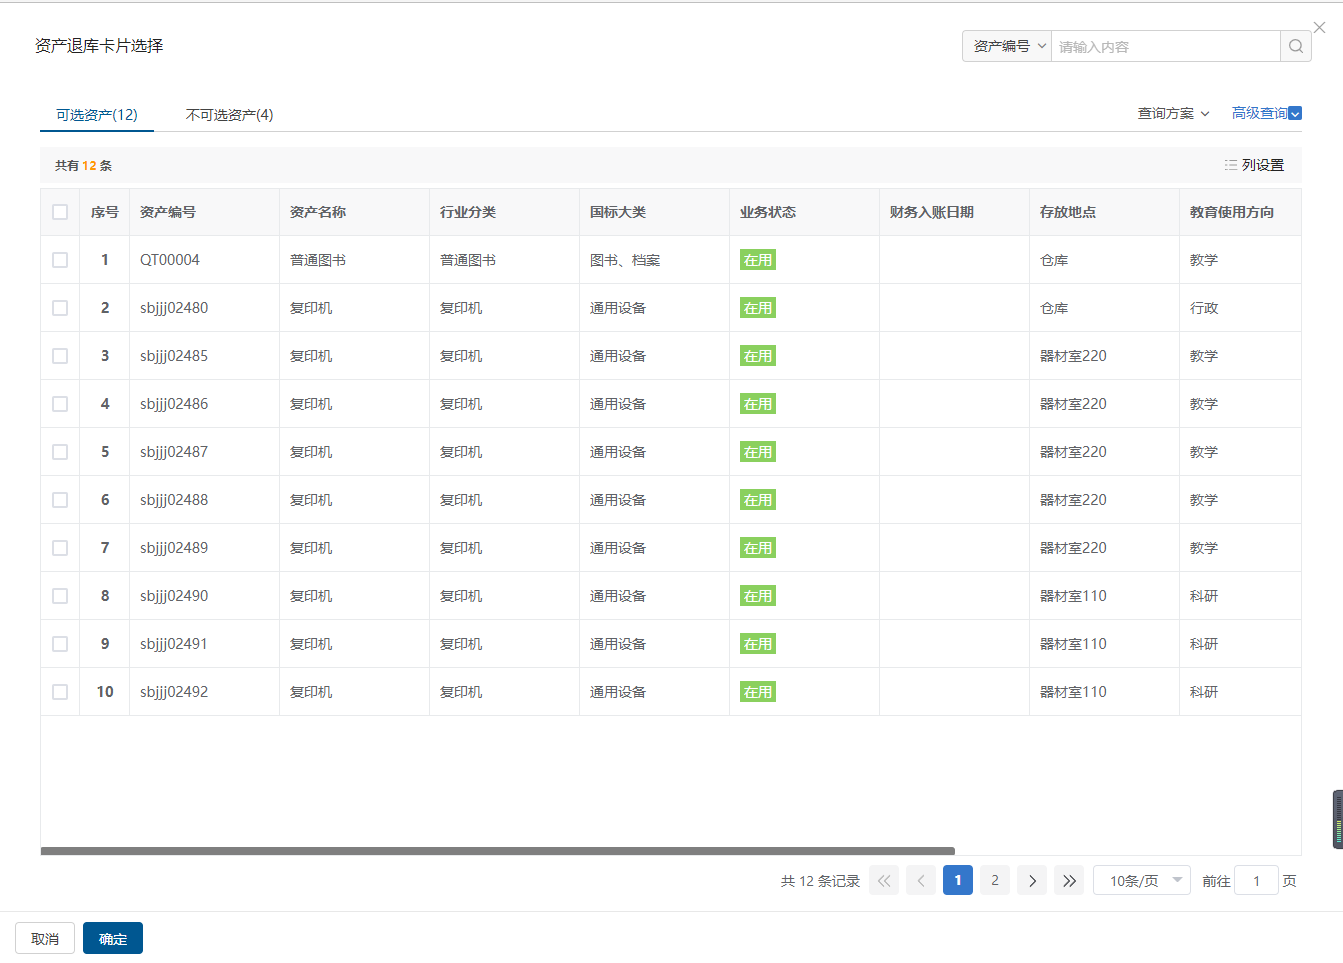 资产退库卡片选择
资产编号 请输入内容
可选资产(12) 不可选资产(4) 查询方案 高级查询
共有 12 条 列设置
序号 资产编号 资产名称 行业分类 国标大类 业务状态 财务入账日期 存放地点 教育使用方向
1 QT00004 普通图书 普通图书 图书、档案 在用 仓库 教学
2 sbjjj02480 复印机 复印机 通用设备 在用 仓库 行政
3 sbjjj02485 复印机 复印机 通用设备 在用 器材室220 教学
4 sbjjj02486 复印机 复印机 通用设备 在用 器材室220 教学
5 sbjjj02487 复印机 复印机 通用设备 在用 器材室220 教学
6 sbjjj02488 复印机 复印机 通用设备 在用 器材室220 教学
7 sbjjj02489 复印机 复印机 通用设备 在用 器材室220 教学
8 sbjjj02490 复印机 复印机 通用设备 在用 器材室110 科研
9 sbjjj02491 复印机 复印机 通用设备 在用 器材室110 科研
10 sbjjj02492 复印机 复印机 通用设备 在用 器材室110 科研
共 12 条记录 1 2 10条/页 前往 1 页
取消 确定